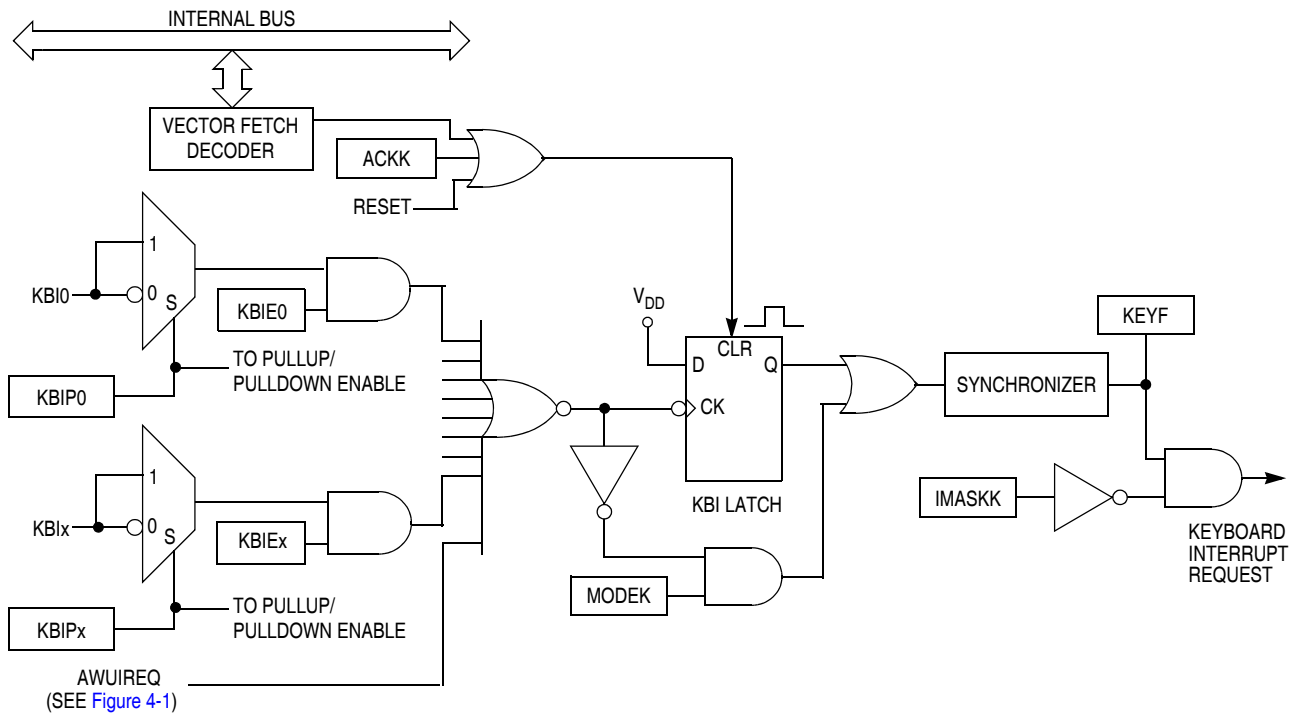 INTERNAL BUS
VECTOR FETCH
DECODER
ACKK
RESET
1
KBI0
0
S
KBIE0
V_DD
CLR
D
Q
CK
KBI LATCH
KEYF
SYNCHRONIZER
TO PULLUP/
PULLDOWN ENABLE
KBIP0
1
KBIx
0
S
KBIEx
IMASKK
KEYBOARD
INTERRUPT
REQUEST
MODEK
TO PULLUP/
PULLDOWN ENABLE
KBIPx
AWUIREQ
(SEE Figure 4-1)